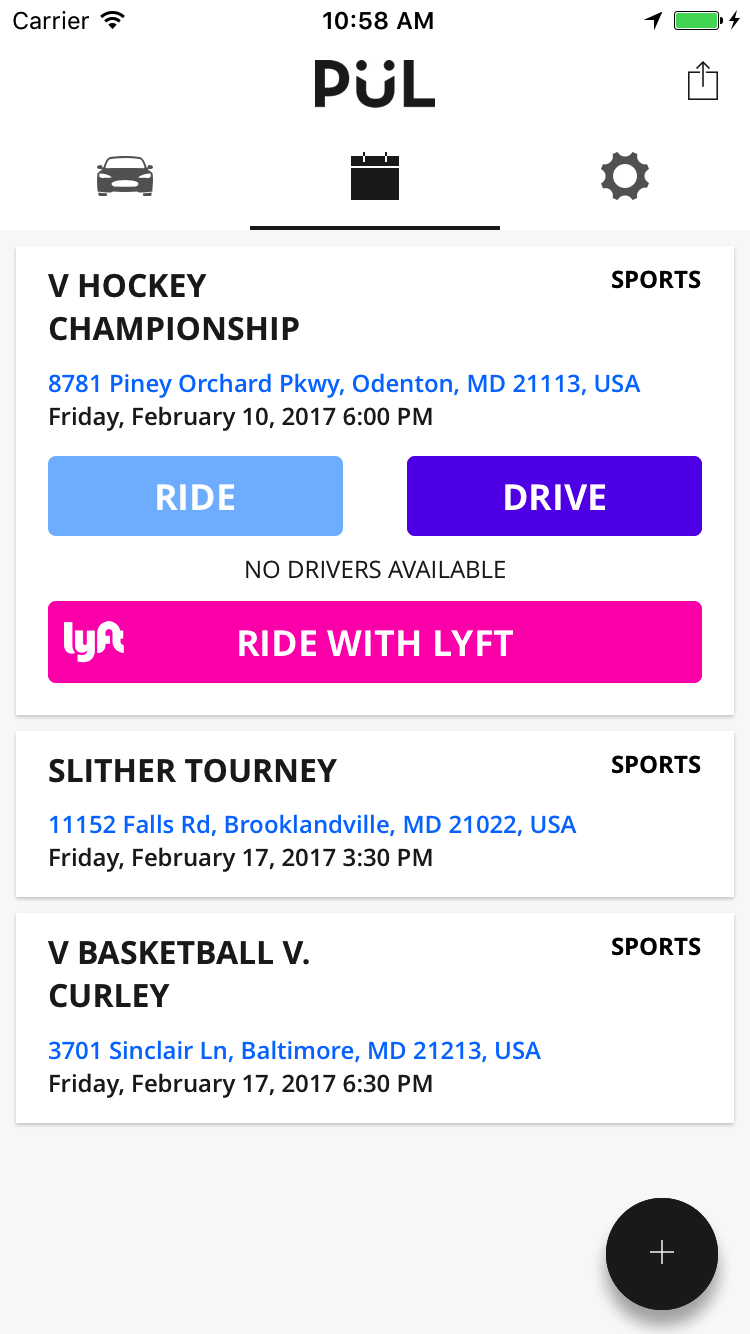 Carrier 10:58 AM
PÜL
V HOCKEY SPORTS
CHAMPIONSHIP
8781 Piney Orchard Pkwy, Odenton, MD 21113, USA
Friday, February 10, 2017 6:00 PM
RIDE DRIVE
NO DRIVERS AVAILABLE
lyft RIDE WITH LYFT
SLITHER TOURNEY SPORTS
11152 Falls Rd, Brooklandville, MD 21022, USA
Friday, February 17, 2017 3:30 PM
V BASKETBALL V. SPORTS
CURLEY
3701 Sinclair Ln, Baltimore, MD 21213, USA
Friday, February 17, 2017 6:30 PM